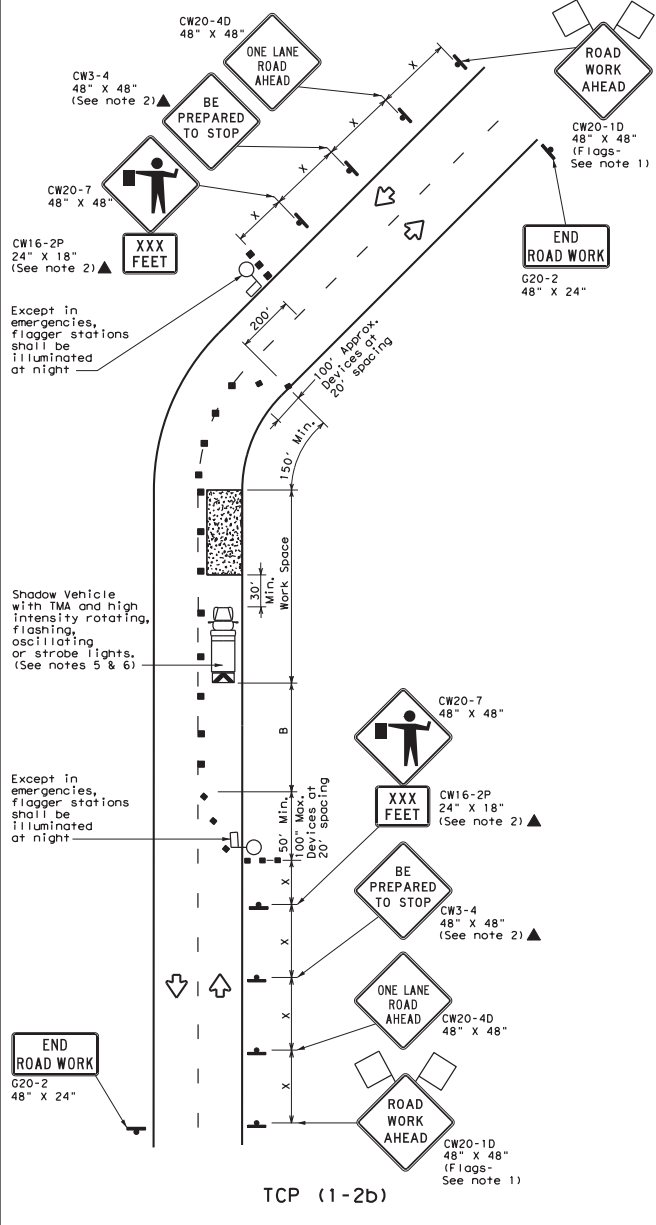 CW20-4D
48" X 48"
ONE LANE
ROAD
AHEAD
X
ROAD
WORK
AHEAD
CW3-4
48" X 48"
(See note 2)▲
BE
PREPARED
TO STOP
X
CW20-1D
48" X 48"
(Flags-
See note 1)
CW20-7
48" X 48"
X
X
END
ROAD WORK
G20-2
48" X 24"
CW16-2P
24" X 18"
(See note 2)▲
XXX
FEET
Except in
emergencies,
flagger stations
shall be
illuminated
at night
200'
100' Approx.
Devices at
20' spacing
150' Min.
Work Space
30'
Min.
Shadow Vehicle
with TMA and high
intensity rotating,
flashing,
oscillating
or strobe lights.
(See notes 5 & 6)
B
CW20-7
48" X 48"
Except in
emergencies,
flagger stations
shall be
illuminated
at night
50' Min.
100" Max.
Devices at
20' spacing
XXX
FEET
CW16-2P
24" X 18"
(See note 2)▲
X
BE
PREPARED
TO STOP
CW3-4
48" X 48"
(See note 2)▲
X
ONE LANE
ROAD
AHEAD
CW20-4D
48" X 48"
X
END
ROAD WORK
G20-2
48" X 24"
X
ROAD
WORK
AHEAD
CW20-1D
48" X 48"
(Flags-
See note 1)
TCP (1-2b)